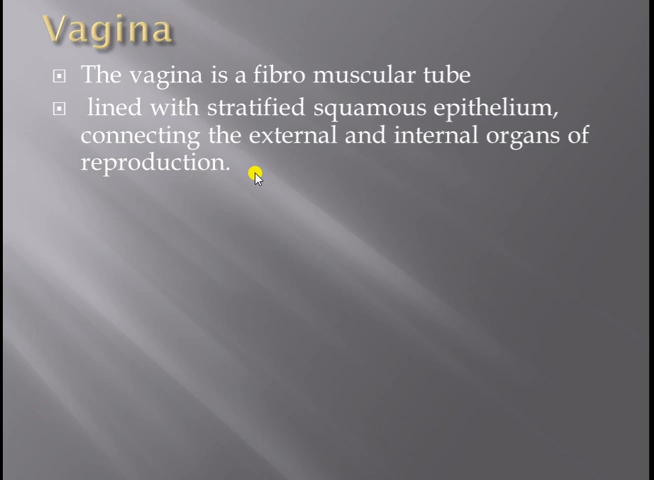 Vagina
The vagina is a fibro muscular tube
lined with stratified squamous epithelium,
connecting the external and internal organs of
reproduction.